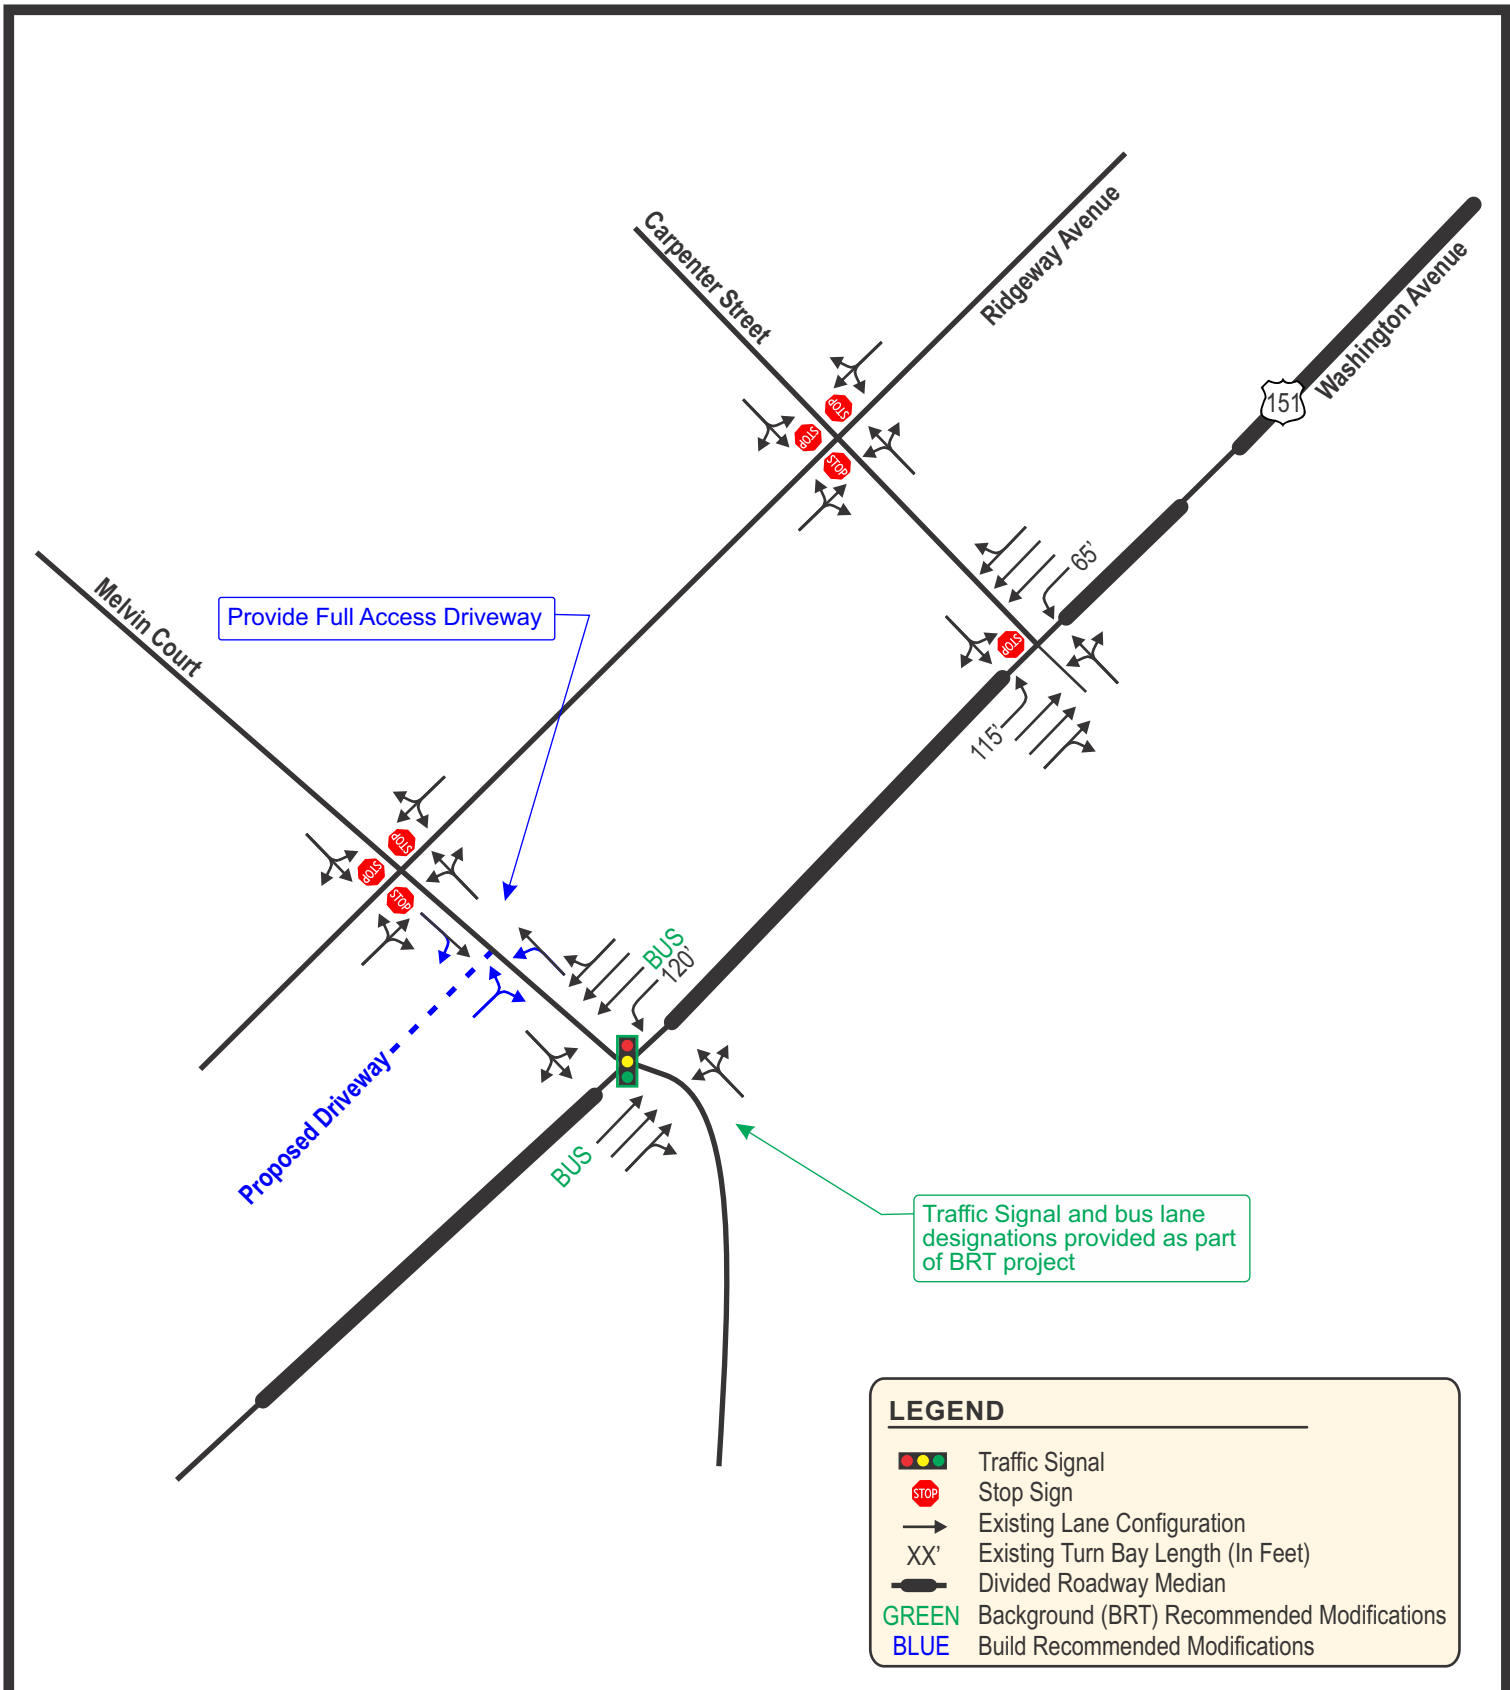 Carpenter Street
Ridgeway Avenue
Washington Avenue
151
STOP
STOP
STOP
65’
STOP
115’
Melvin Court
Provide Full Access Driveway
STOP
STOP
STOP
BUS
120’
Proposed Driveway
BUS
Traffic Signal and bus lane
designations provided as part
of BRT project
LEGEND
Traffic Signal
STOP Stop Sign
Existing Lane Configuration
XX’ Existing Turn Bay Length (In Feet)
Divided Roadway Median
GREEN Background (BRT) Recommended Modifications
BLUE Build Recommended Modifications